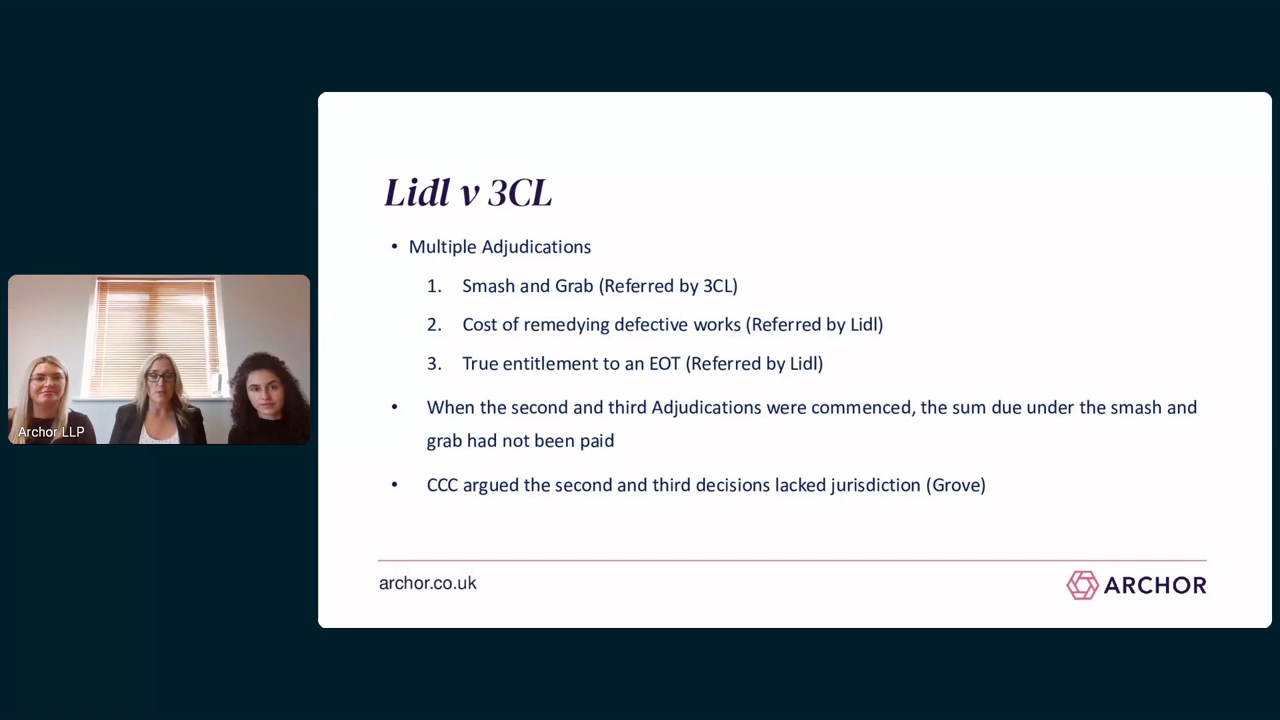 Lidl v 3CL
• Multiple Adjudications
1. Smash and Grab (Referred by 3CL)
2. Cost of remedying defective works (Referred by Lidl)
3. True entitlement to an EOT (Referred by Lidl)
• When the second and third Adjudications were commenced, the sum due under the smash and
grab had not been paid
• CCC argued the second and third decisions lacked jurisdiction (Grove)
archor.co.uk
ARCHOR
Archor LLP